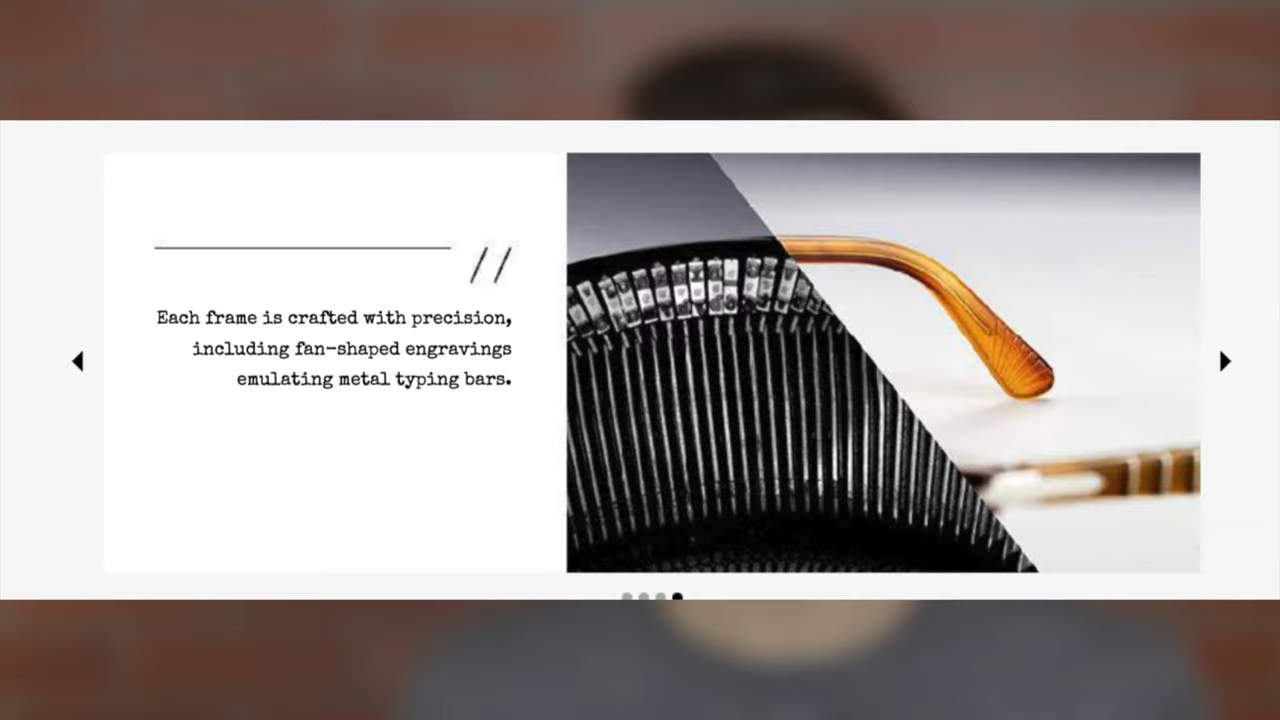 //
Each frame is crafted with precision,
including fan-shaped engravings
emulating metal typing bars.